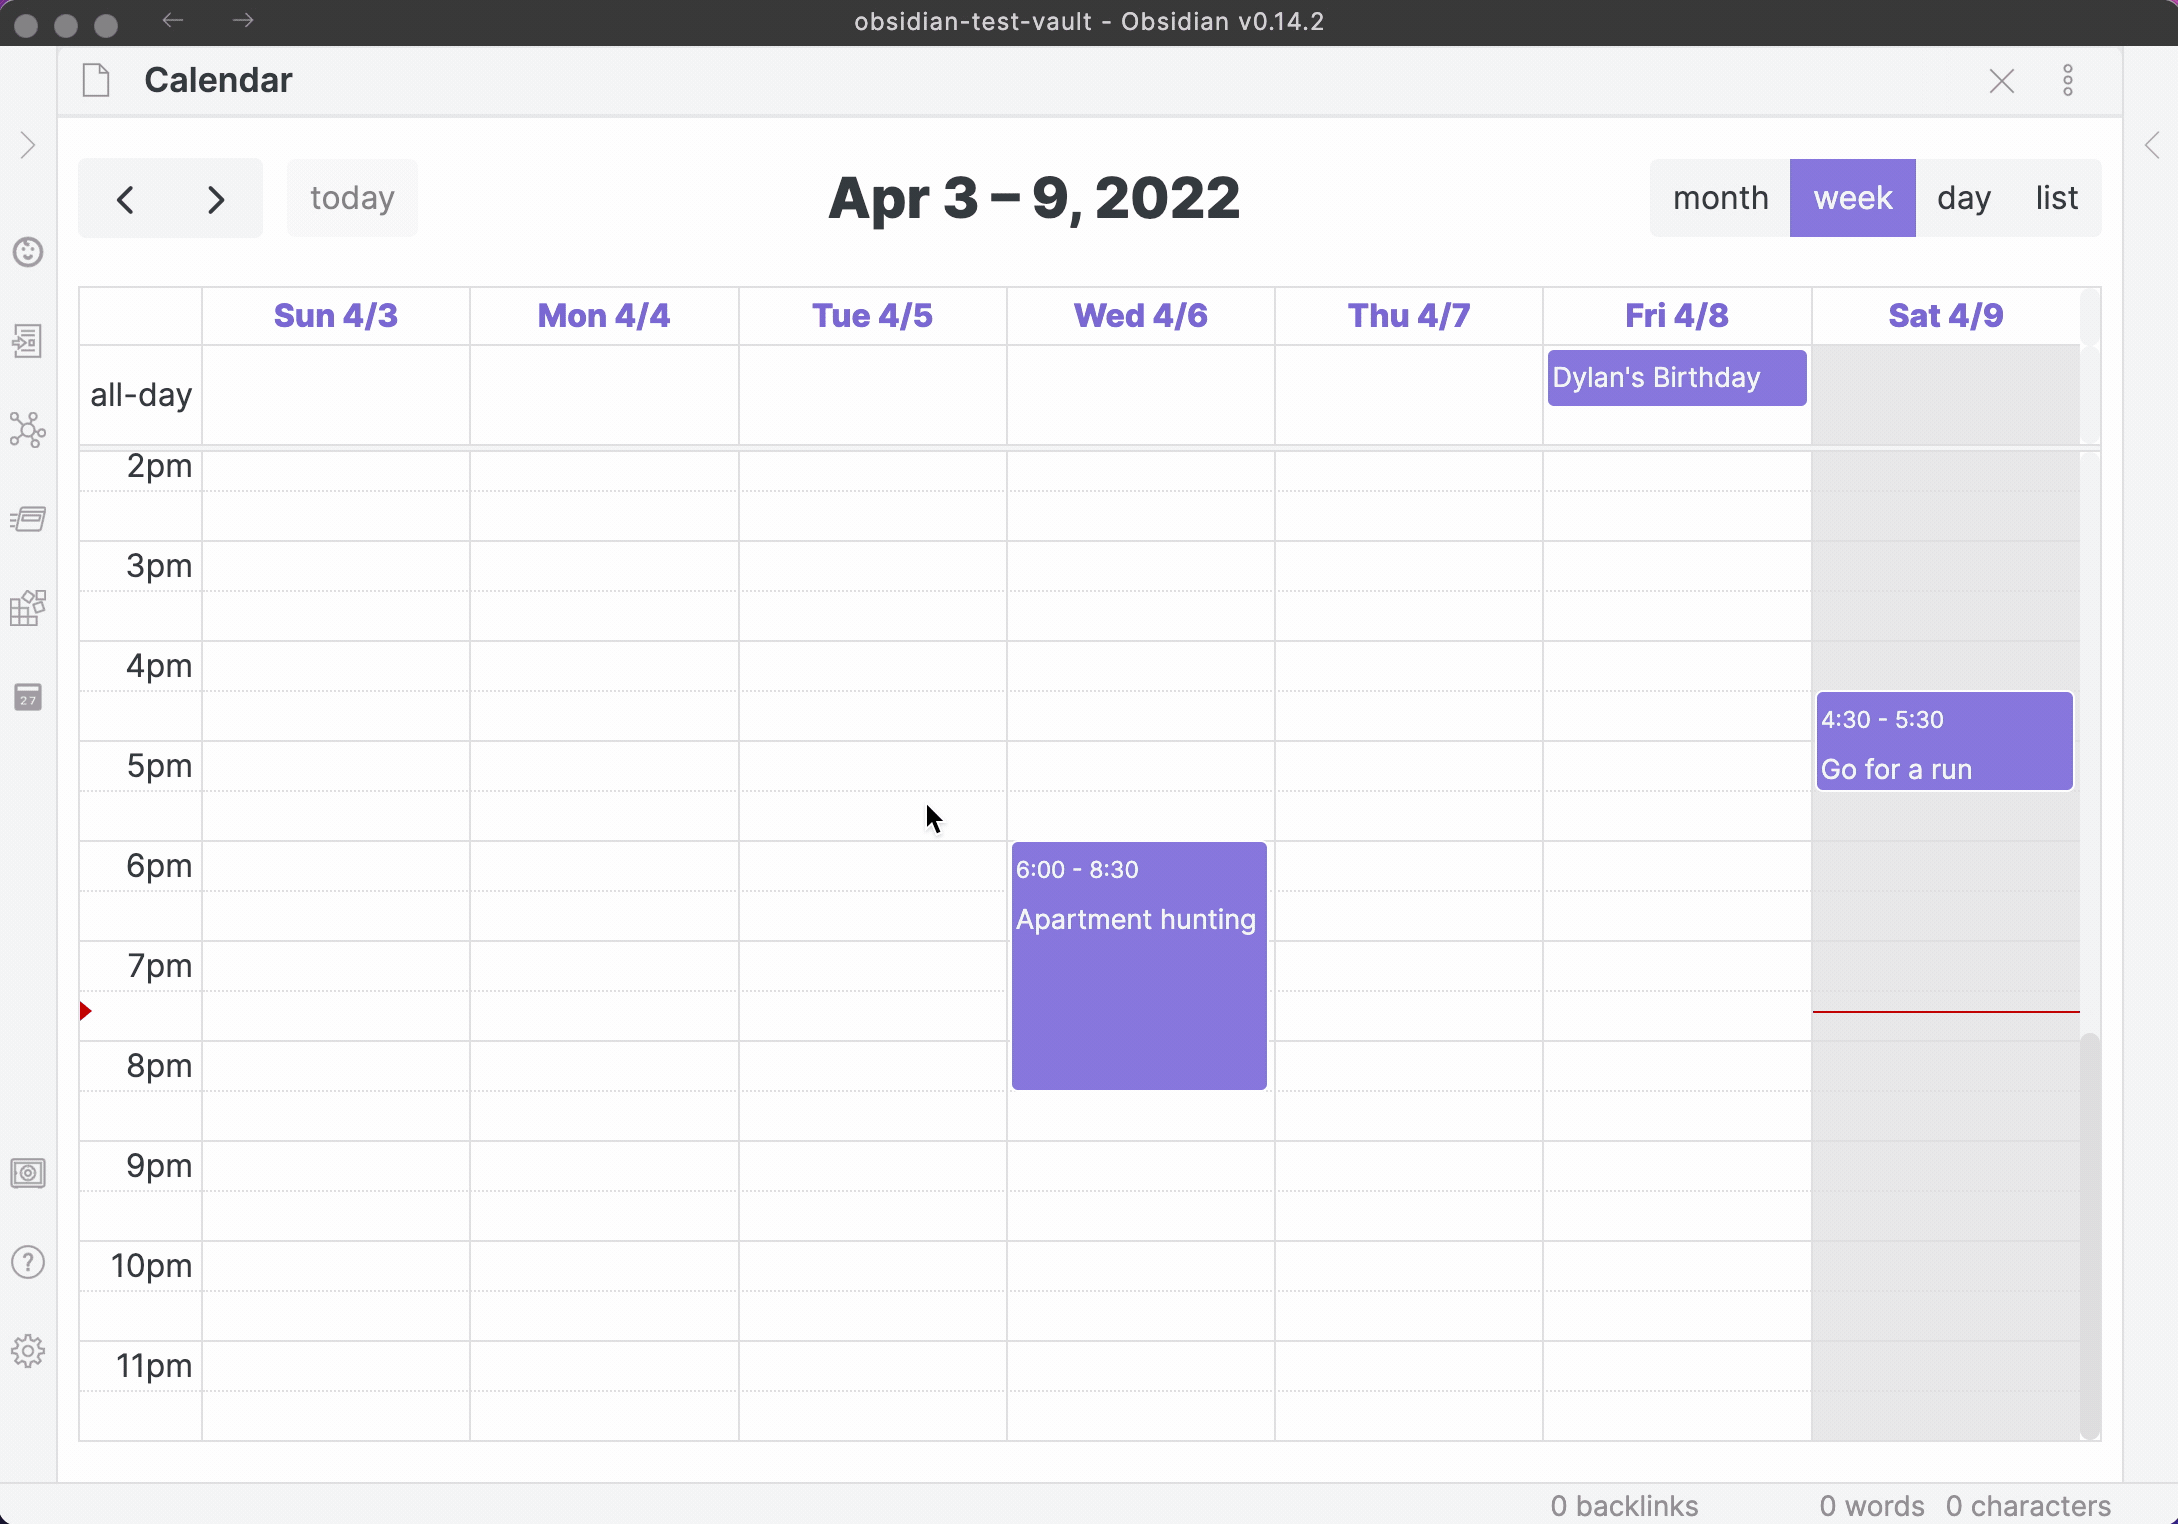 obsidian-test-vault - Obsidian v0.14.2
Calendar
today
Apr 3 – 9, 2022
month week day list
Sun 4/3 Mon 4/4 Tue 4/5 Wed 4/6 Thu 4/7 Fri 4/8 Sat 4/9
all-day
Dylan's Birthday
2pm
3pm
4pm
4:30 - 5:30
Go for a run
5pm
6pm
6:00 - 8:30
Apartment hunting
7pm
8pm
9pm
10pm
11pm
27
?
0 backlinks 0 words 0 characters